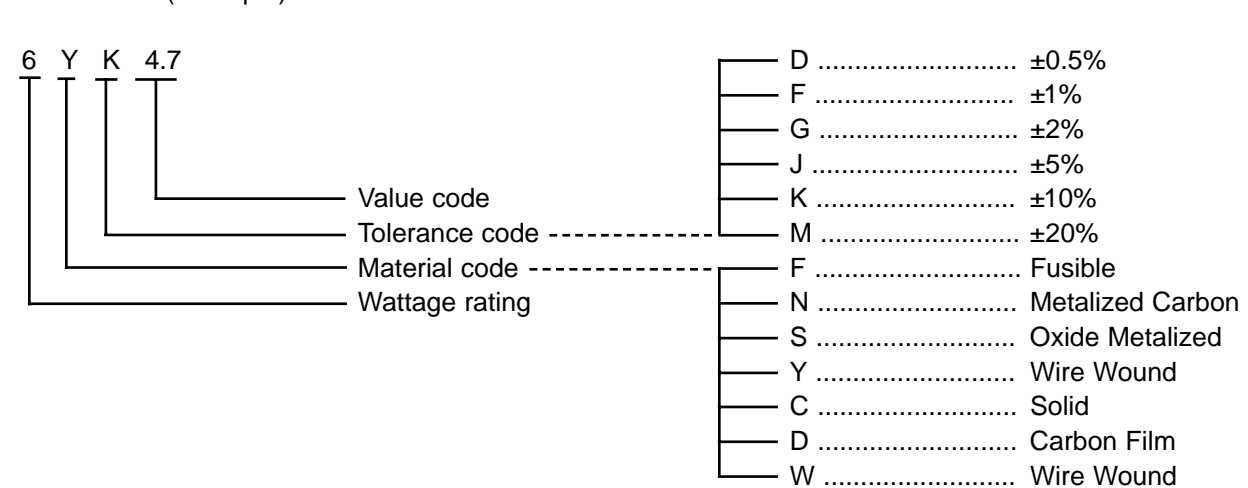 6 Y K 4.7
D ........................... ±0.5%
F ........................... ±1%
G ........................... ±2%
J ............................ ±5%
Value code K ........................... ±10%
Tolerance code ------------ M ........................... ±20%
Material code ------------- F ............................ Fusible
Wattage rating N ........................... Metalized Carbon
S ........................... Oxide Metalized
Y ........................... Wire Wound
C ........................... Solid
D ........................... Carbon Film
W .......................... Wire Wound